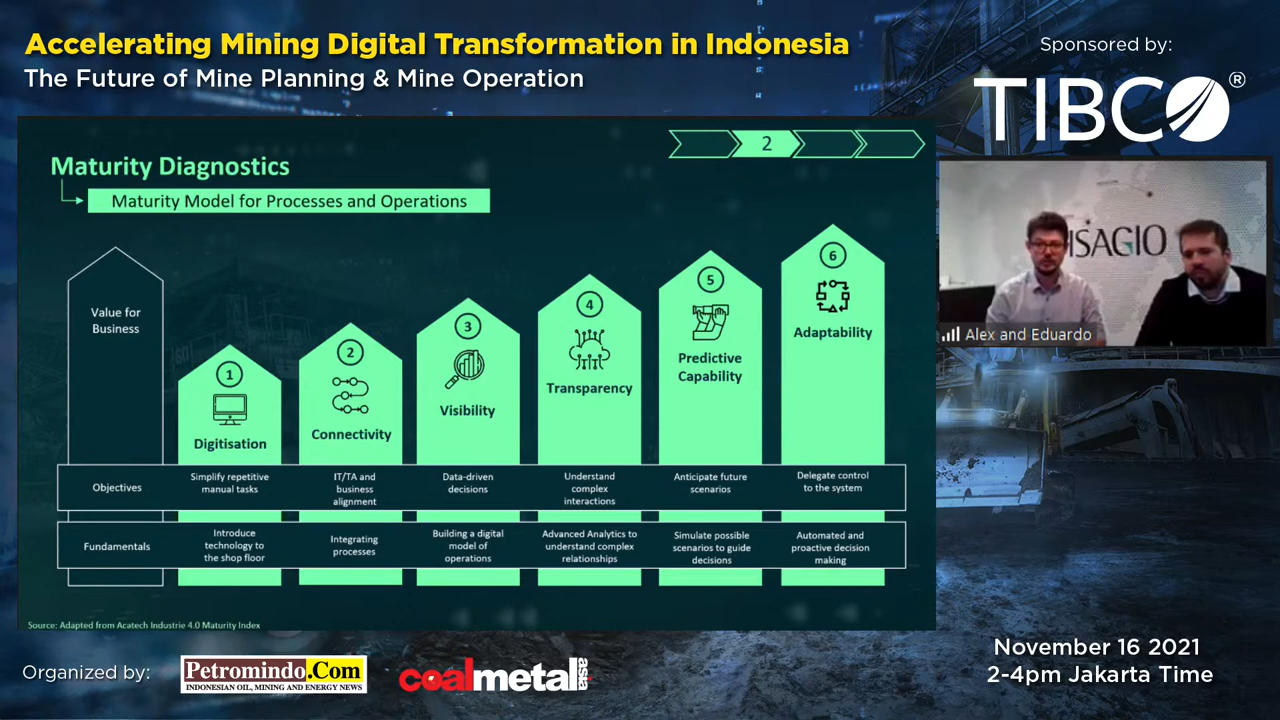 Accelerating Mining Digital Transformation in Indonesia
The Future of Mine Planning & Mine Operation
Sponsored by:
TIBCO®
Maturity Diagnostics
2
Maturity Model for Processes and Operations
Value for
Business
1
Digitisation
2
Connectivity
3
Visibility
4
Transparency
5
Predictive
Capability
6
Adaptability
Objectives
Simplify repetitive
manual tasks
IT/TA and
business
alignment
Data-driven
decisions
Understand
complex
interactions
Anticipate future
scenarios
Delegate control
to the system
Fundamentals
Introduce
technology to
the shop floor
Integrating
processes
Building a digital
model of
operations
Advanced Analytics to
understand complex
relationships
Simulate possible
scenarios to guide
decisions
Automated and
proactive decision
making
Source: Adapted from Acatech Industrie 4.0 Maturity Index
ISAGIO
Alex and Eduardo
Organized by:
Petromindo.Com
INDONESIAN OIL, MINING AND ENERGY NEWS
coalmetal asia
November 16 2021
2-4pm Jakarta Time